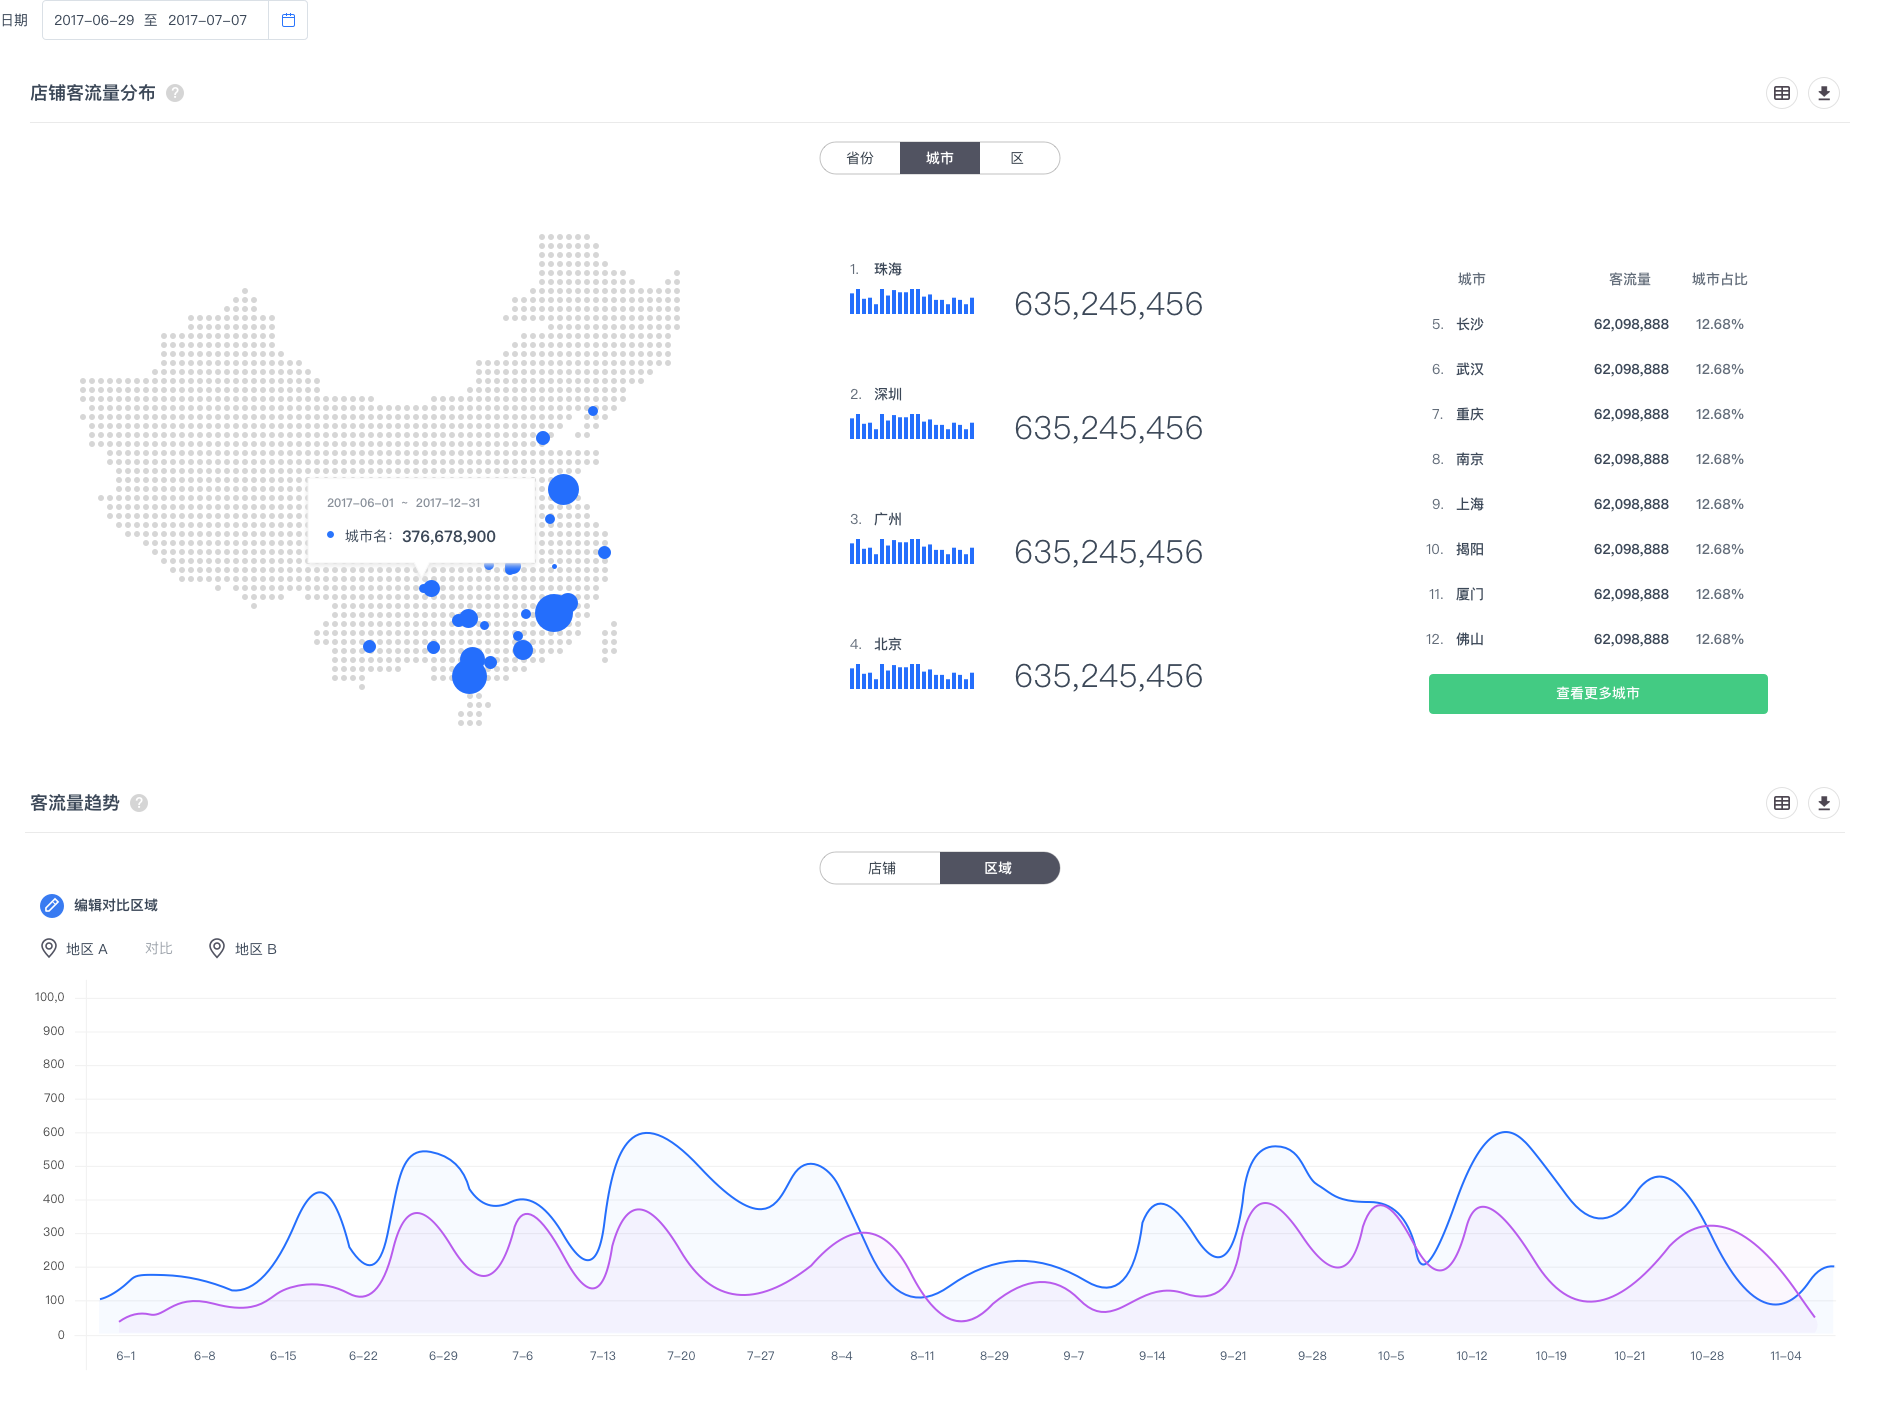 日期 2017-06-29 至 2017-07-07
店铺客流量分布 ?
省份 城市 区
2017-06-01 ~ 2017-12-31
城市名: 376,678,900
1. 珠海
635,245,456
2. 深圳
635,245,456
3. 广州
635,245,456
4. 北京
635,245,456
城市 客流量 城市占比
5. 长沙 62,098,888 12.68%
6. 武汉 62,098,888 12.68%
7. 重庆 62,098,888 12.68%
8. 南京 62,098,888 12.68%
9. 上海 62,098,888 12.68%
10. 揭阳 62,098,888 12.68%
11. 厦门 62,098,888 12.68%
12. 佛山 62,098,888 12.68%
查看更多城市
客流量趋势 ?
店铺 区域
编辑对比区域
地区 A 对比 地区 B
100,0
900
800
700
600
500
400
300
200
100
0
6-1 6-8 6-15 6-22 6-29 7-6 7-13 7-20 7-27 8-4 8-11 8-29 9-7 9-14 9-21 9-28 10-5 10-12 10-19 10-21 10-28 11-04